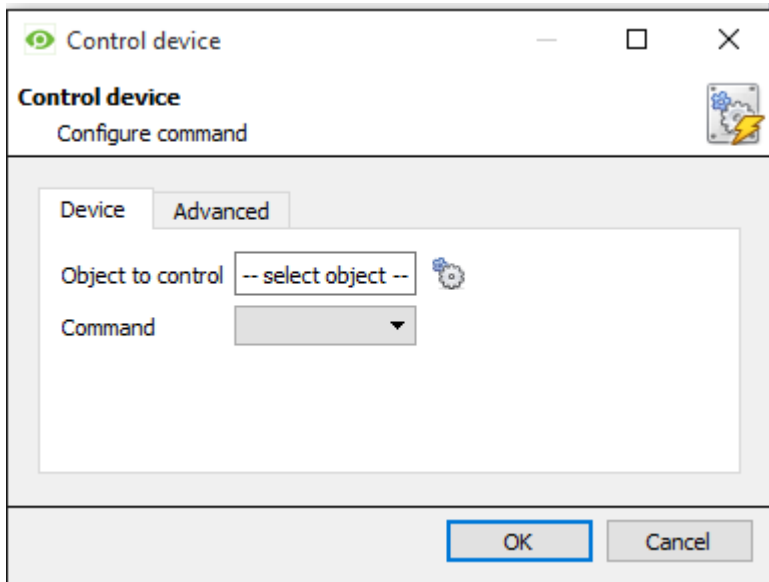 Control device
Control device
Configure command
Device Advanced
Object to control -- select object --
Command
OK Cancel